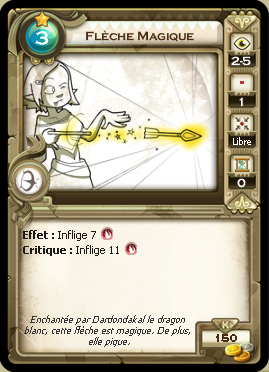 3
Flèche Magique
2-5
1
Libre
0
Effet : Inflige 7
Critique : Inflige 11
Enchantée par Dardondakal le dragon
blanc, cette flèche est magique. De plus,
elle pique.
K
150